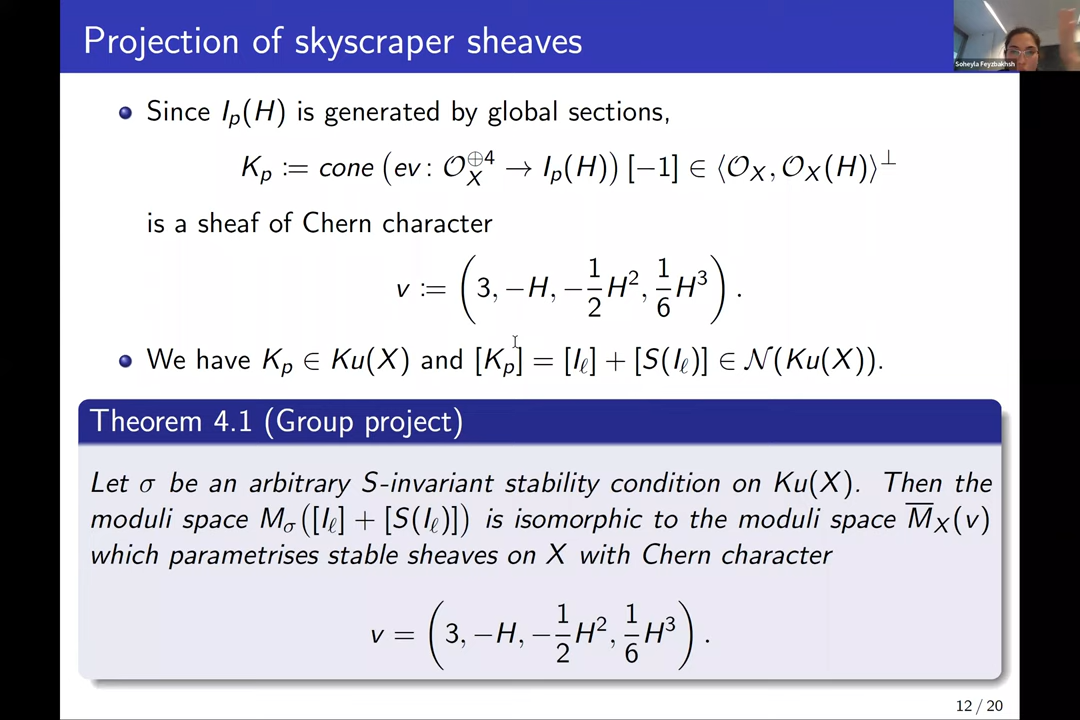 Projection of skyscraper sheaves
Soheyla Feyzbakhsh
Since I_p(H) is generated by global sections,
K_p := cone (ev : 𝒪_X^{⊕4} → I_p(H)) [−1] ∈ ⟨𝒪_X, 𝒪_X(H)⟩^⊥
is a sheaf of Chern character
v := (3, −H, −1/2 H², 1/6 H³).
We have K_p ∈ Ku(X) and [K_p] = [I_ℓ] + [S(I_ℓ)] ∈ 𝒩(Ku(X)).
Theorem 4.1 (Group project)
Let σ be an arbitrary S-invariant stability condition on Ku(X). Then the
moduli space M_σ([I_ℓ] + [S(I_ℓ)]) is isomorphic to the moduli space M̅_X(v)
which parametrises stable sheaves on X with Chern character
v = (3, −H, −1/2 H², 1/6 H³).
12 / 20